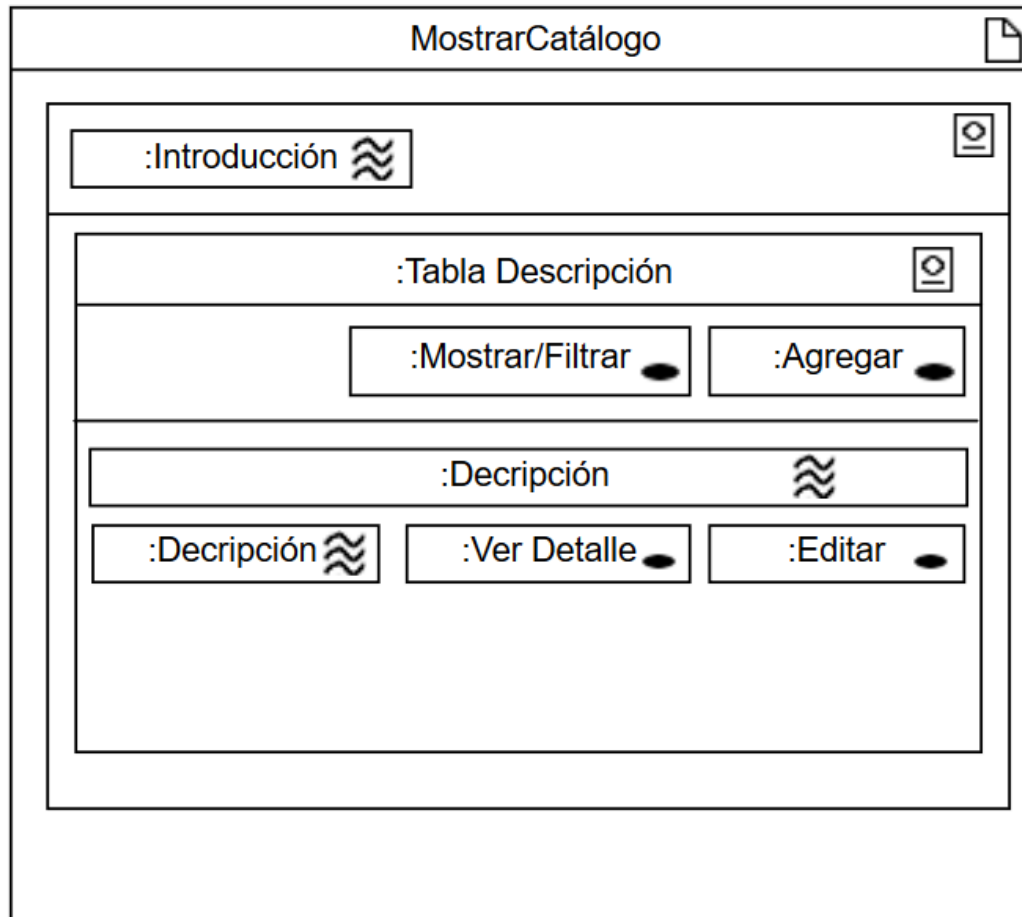 MostrarCatálogo
:Introducción
:Tabla Descripción
:Mostrar/Filtrar :Agregar
:Decripción
:Decripción :Ver Detalle :Editar